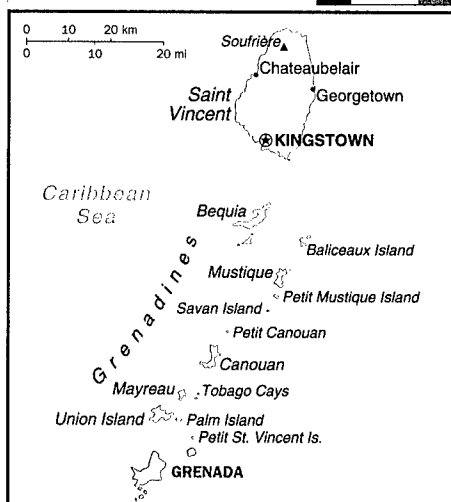 0 10 20 km
0 10 20 mi
Soufrière
Chateaubelair
Saint
Vincent
Georgetown
KINGSTOWN
Caribbean
Sea
Bequia
Baliceaux Island
Grenadines
Mustique
Petit Mustique Island
Savan Island
Petit Canouan
Canouan
Mayreau
Tobago Cays
Union Island
Palm Island
Petit St. Vincent Is.
GRENADA